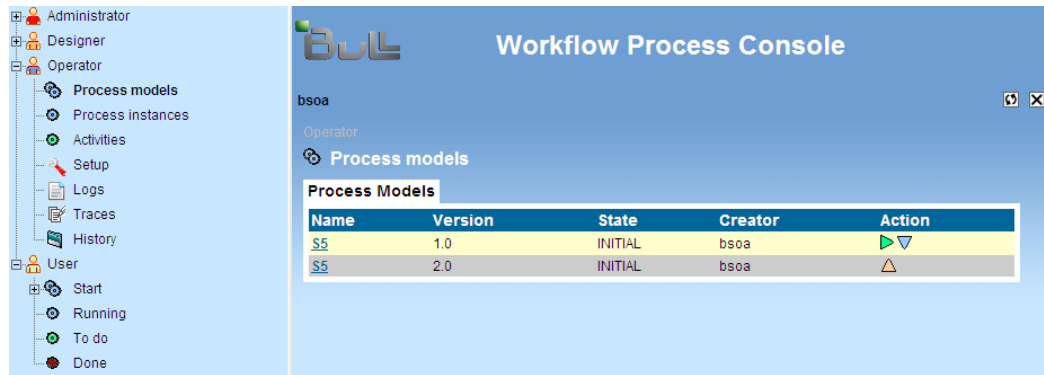 Administrator
Designer
Operator
Process models
Process instances
Activities
Setup
Logs
Traces
History
User
Start
Running
To do
Done
Bull
Workflow Process Console
bsoa
Operator
Process models
Process Models
Name Version State Creator Action
S5 1.0 INITIAL bsoa
S5 2.0 INITIAL bsoa